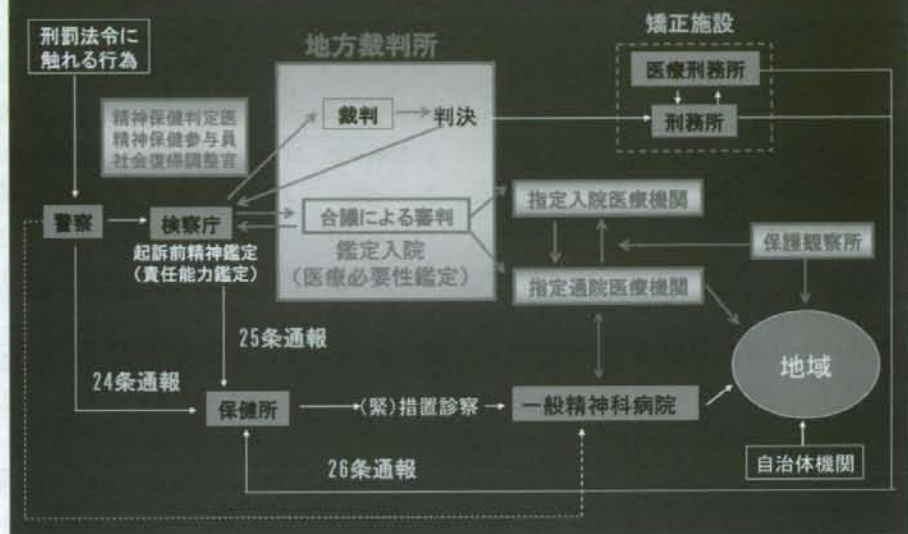 刑罰法令に
触れる行為
地方裁判所
矯正施設
医療刑務所
刑務所
精神保健判定医
精神保健参与員
社会復帰調整官
裁判
判決
警察
検察庁
起訴前精神鑑定
(責任能力鑑定)
合議による審判
鑑定入院
(医療必要性鑑定)
指定入院医療機関
指定通院医療機関
保護観察所
25条通報
24条通報
保健所
(緊)措置診察
一般精神科病院
地域
26条通報
自治体機関